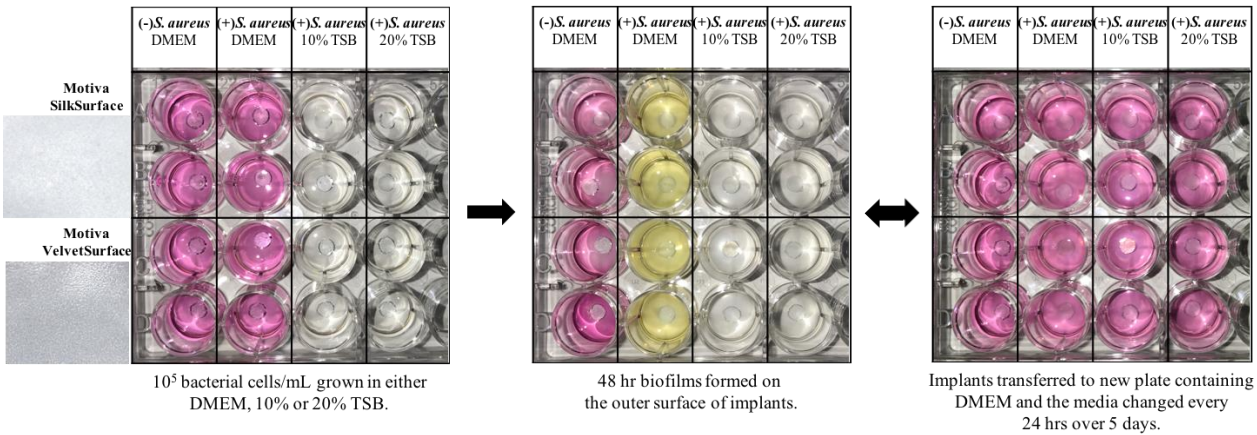 (-)S. aureus (+)S. aureus (+)S. aureus (+)S. aureus
DMEM DMEM 10% TSB 20% TSB
Motiva
SilkSurface
Motiva
VelvetSurface
10⁵ bacterial cells/mL grown in either
DMEM, 10% or 20% TSB.
(-)S. aureus (+)S. aureus (+)S. aureus (+)S. aureus
DMEM DMEM 10% TSB 20% TSB
48 hr biofilms formed on
the outer surface of implants.
(-)S. aureus (+)S. aureus (+)S. aureus (+)S. aureus
DMEM DMEM 10% TSB 20% TSB
Implants transferred to new plate containing
DMEM and the media changed every
24 hrs over 5 days.